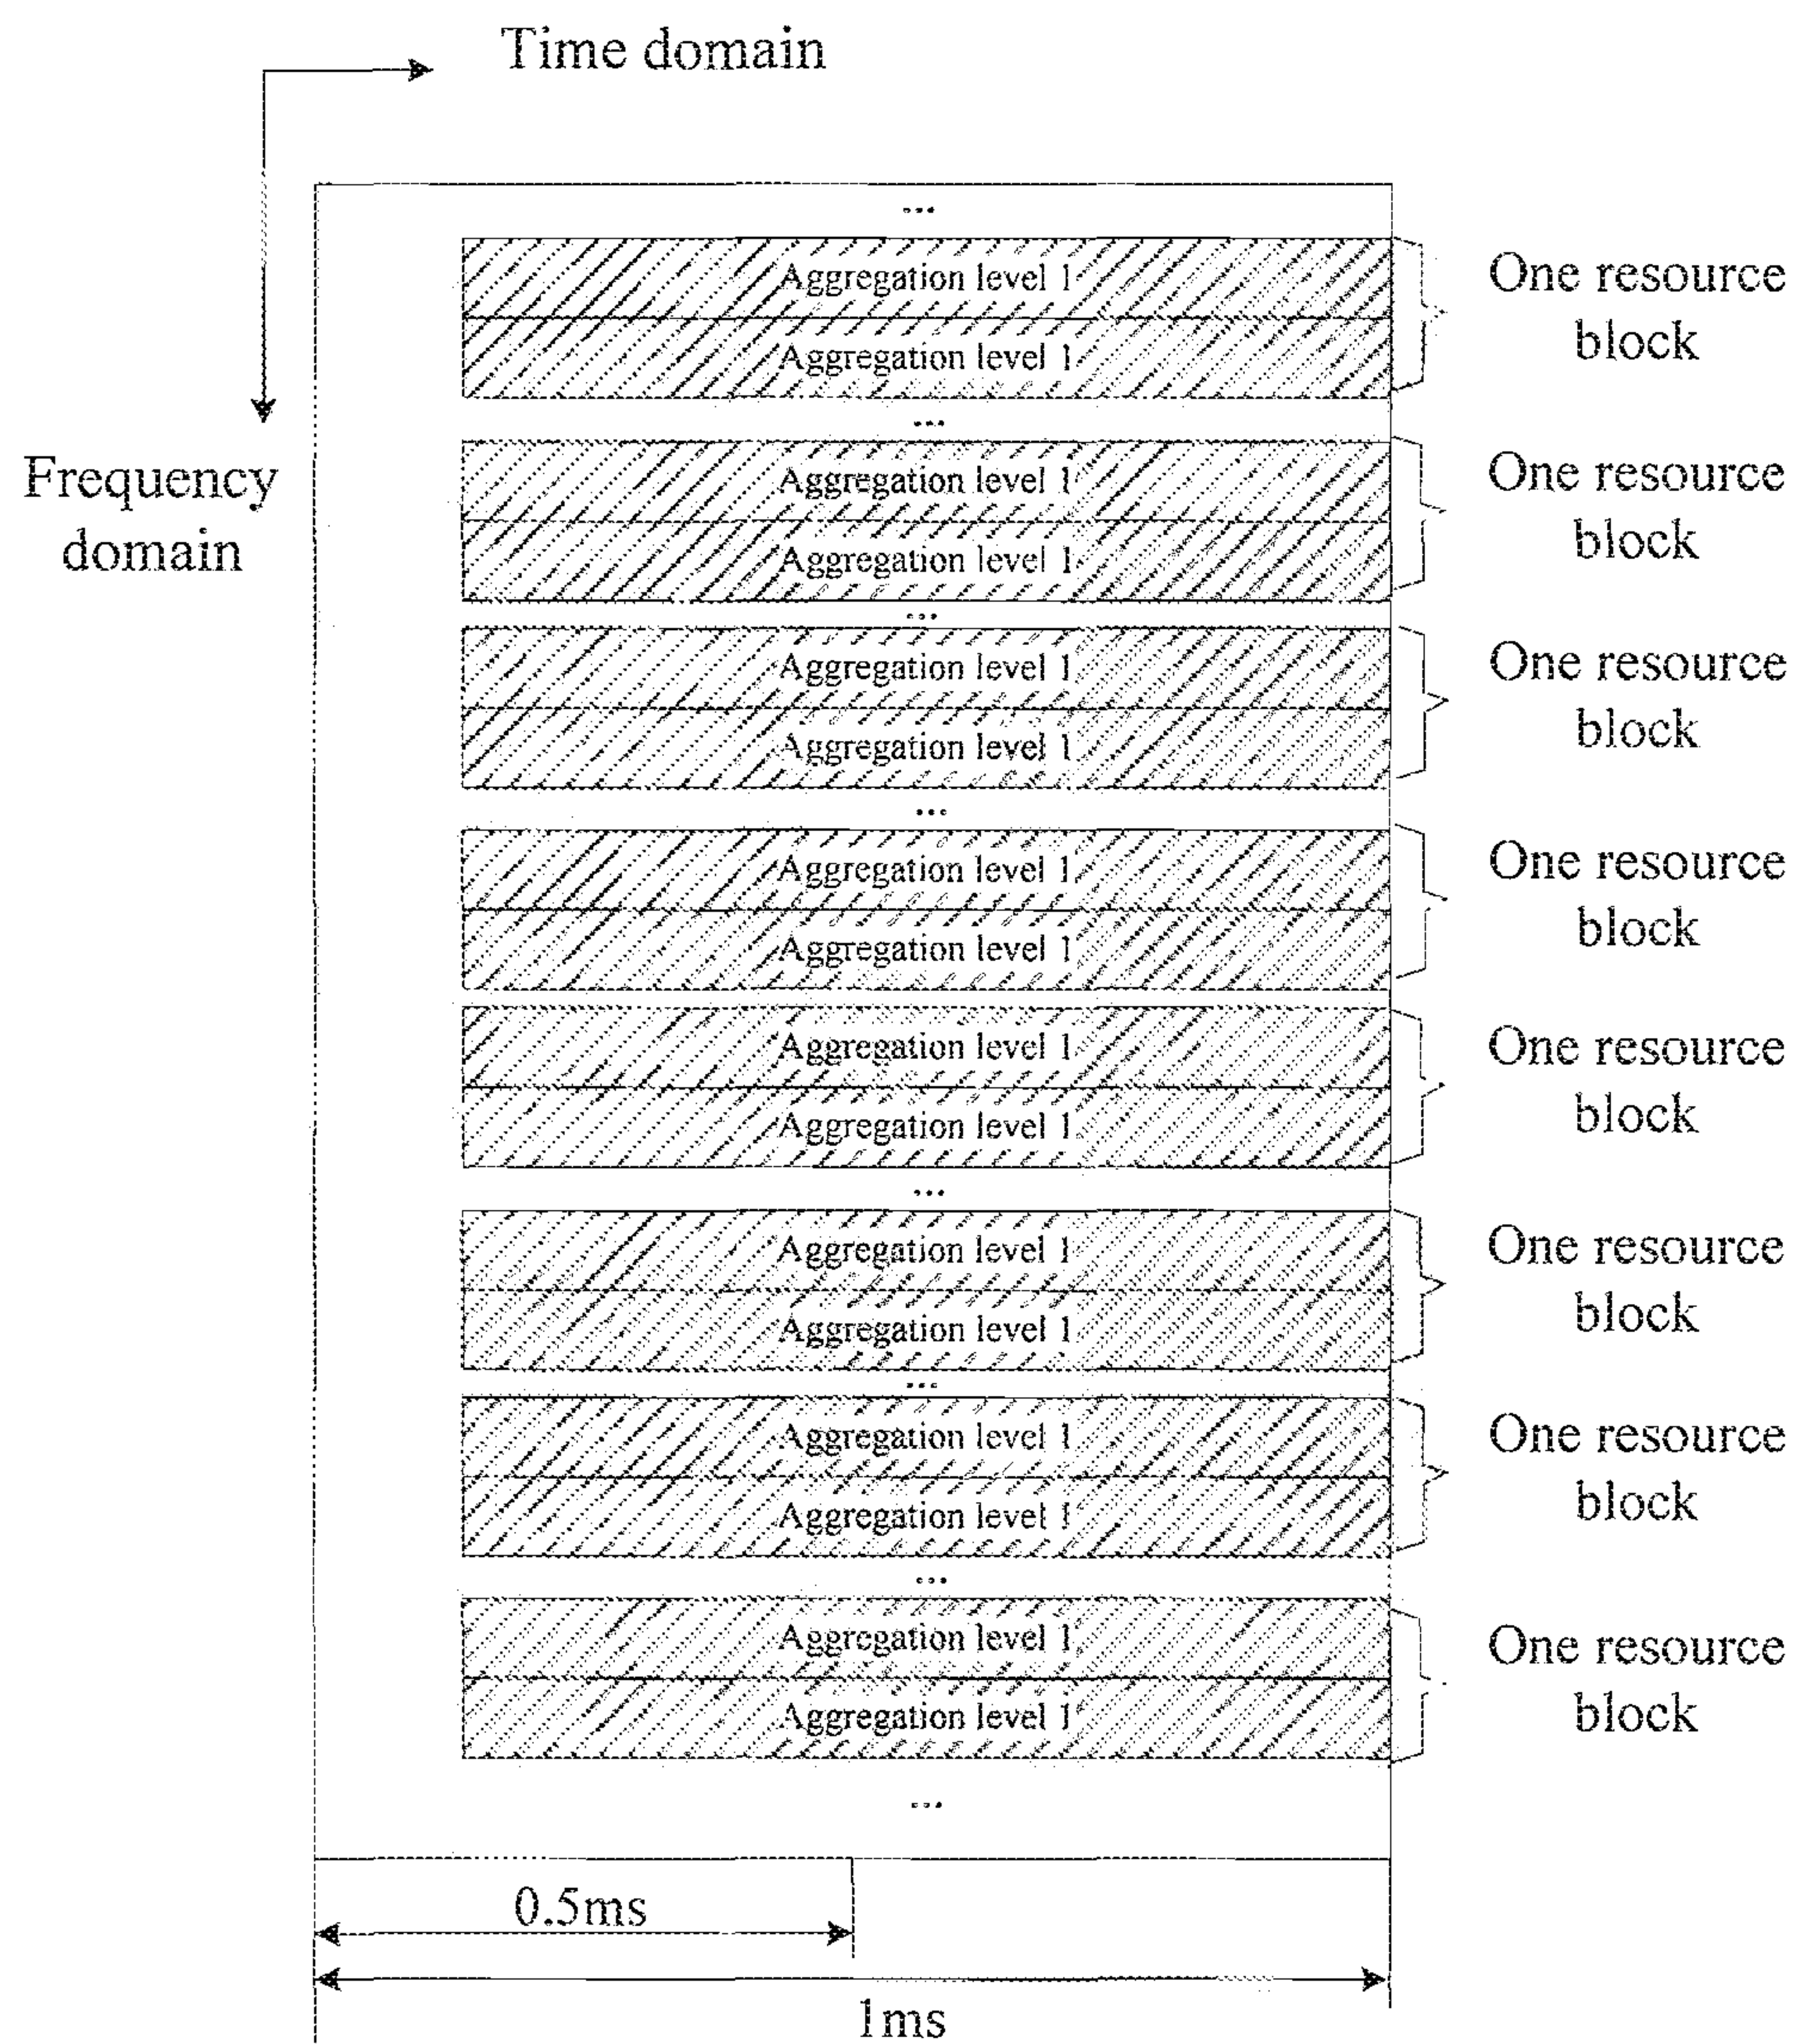 Time domain
Frequency
domain
...
Aggregation level 1
Aggregation level 1
One resource
block
...
Aggregation level 1
Aggregation level 1
One resource
block
...
Aggregation level 1
Aggregation level 1
One resource
block
...
Aggregation level 1
Aggregation level 1
One resource
block
Aggregation level 1
Aggregation level 1
One resource
block
...
Aggregation level 1
Aggregation level 1
One resource
block
...
Aggregation level 1
Aggregation level 1
One resource
block
...
Aggregation level 1
Aggregation level 1
One resource
block
...
0.5ms
1ms